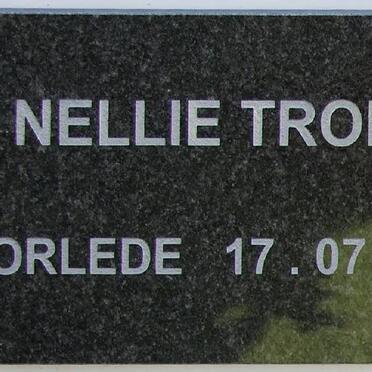 NELLIE TRO
ORLEDE 17 . 07